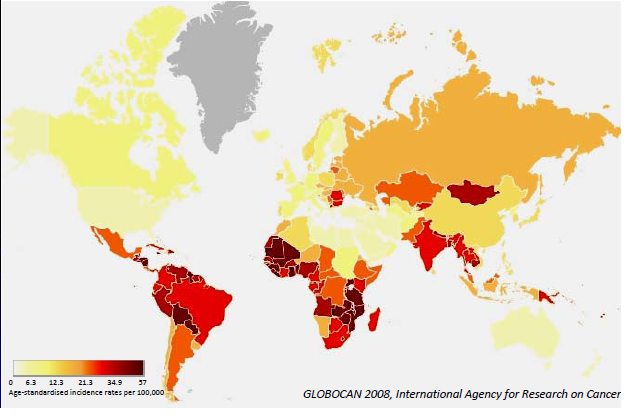 0 6.3 12.3 21.3 34.9 57
Age-standardised incidence rates per 100,000
GLOBOCAN 2008, International Agency for Research on Cancer